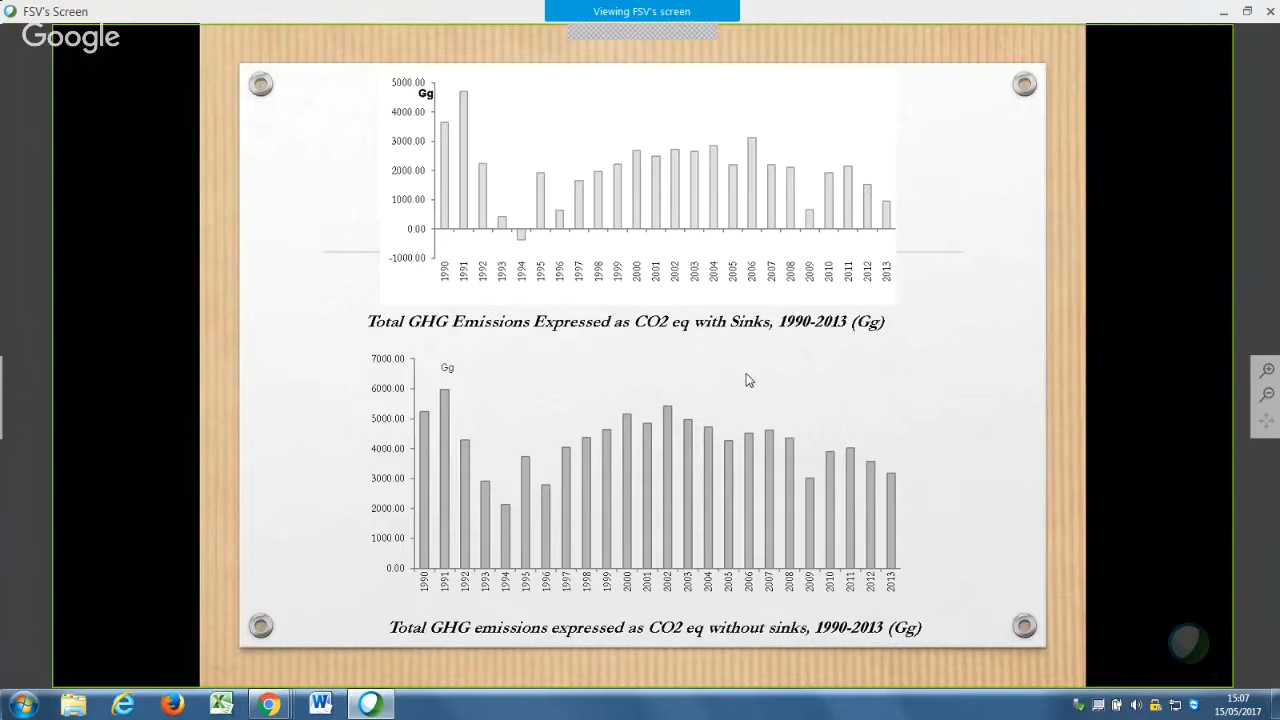 FSV's Screen
Viewing FSV's screen
Google
5000.00
Gg
4000.00
3000.00
2000.00
1000.00
0.00
-1000.00
1990 1991 1992 1993 1994 1995 1996 1997 1998 1999 2000 2001 2002 2003 2004 2005 2006 2007 2008 2009 2010 2011 2012 2013
Total GHG Emissions Expressed as CO2 eq with Sinks, 1990-2013 (Gg)
7000.00
Gg
6000.00
5000.00
4000.00
3000.00
2000.00
1000.00
0.00
1990 1991 1992 1993 1994 1995 1996 1997 1998 1999 2000 2001 2002 2003 2004 2005 2006 2007 2008 2009 2010 2011 2012 2013
Total GHG emissions expressed as CO2 eq without sinks, 1990-2013 (Gg)
15:07
15/05/2017